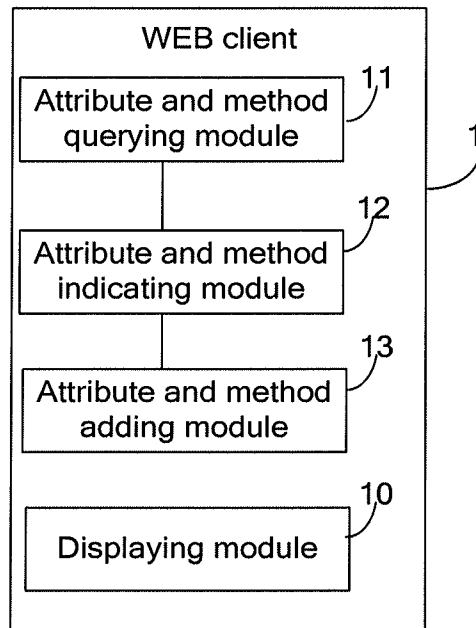 WEB client
11
Attribute and method
querying module
1
12
Attribute and method
indicating module
13
Attribute and method
adding module
10
Displaying module